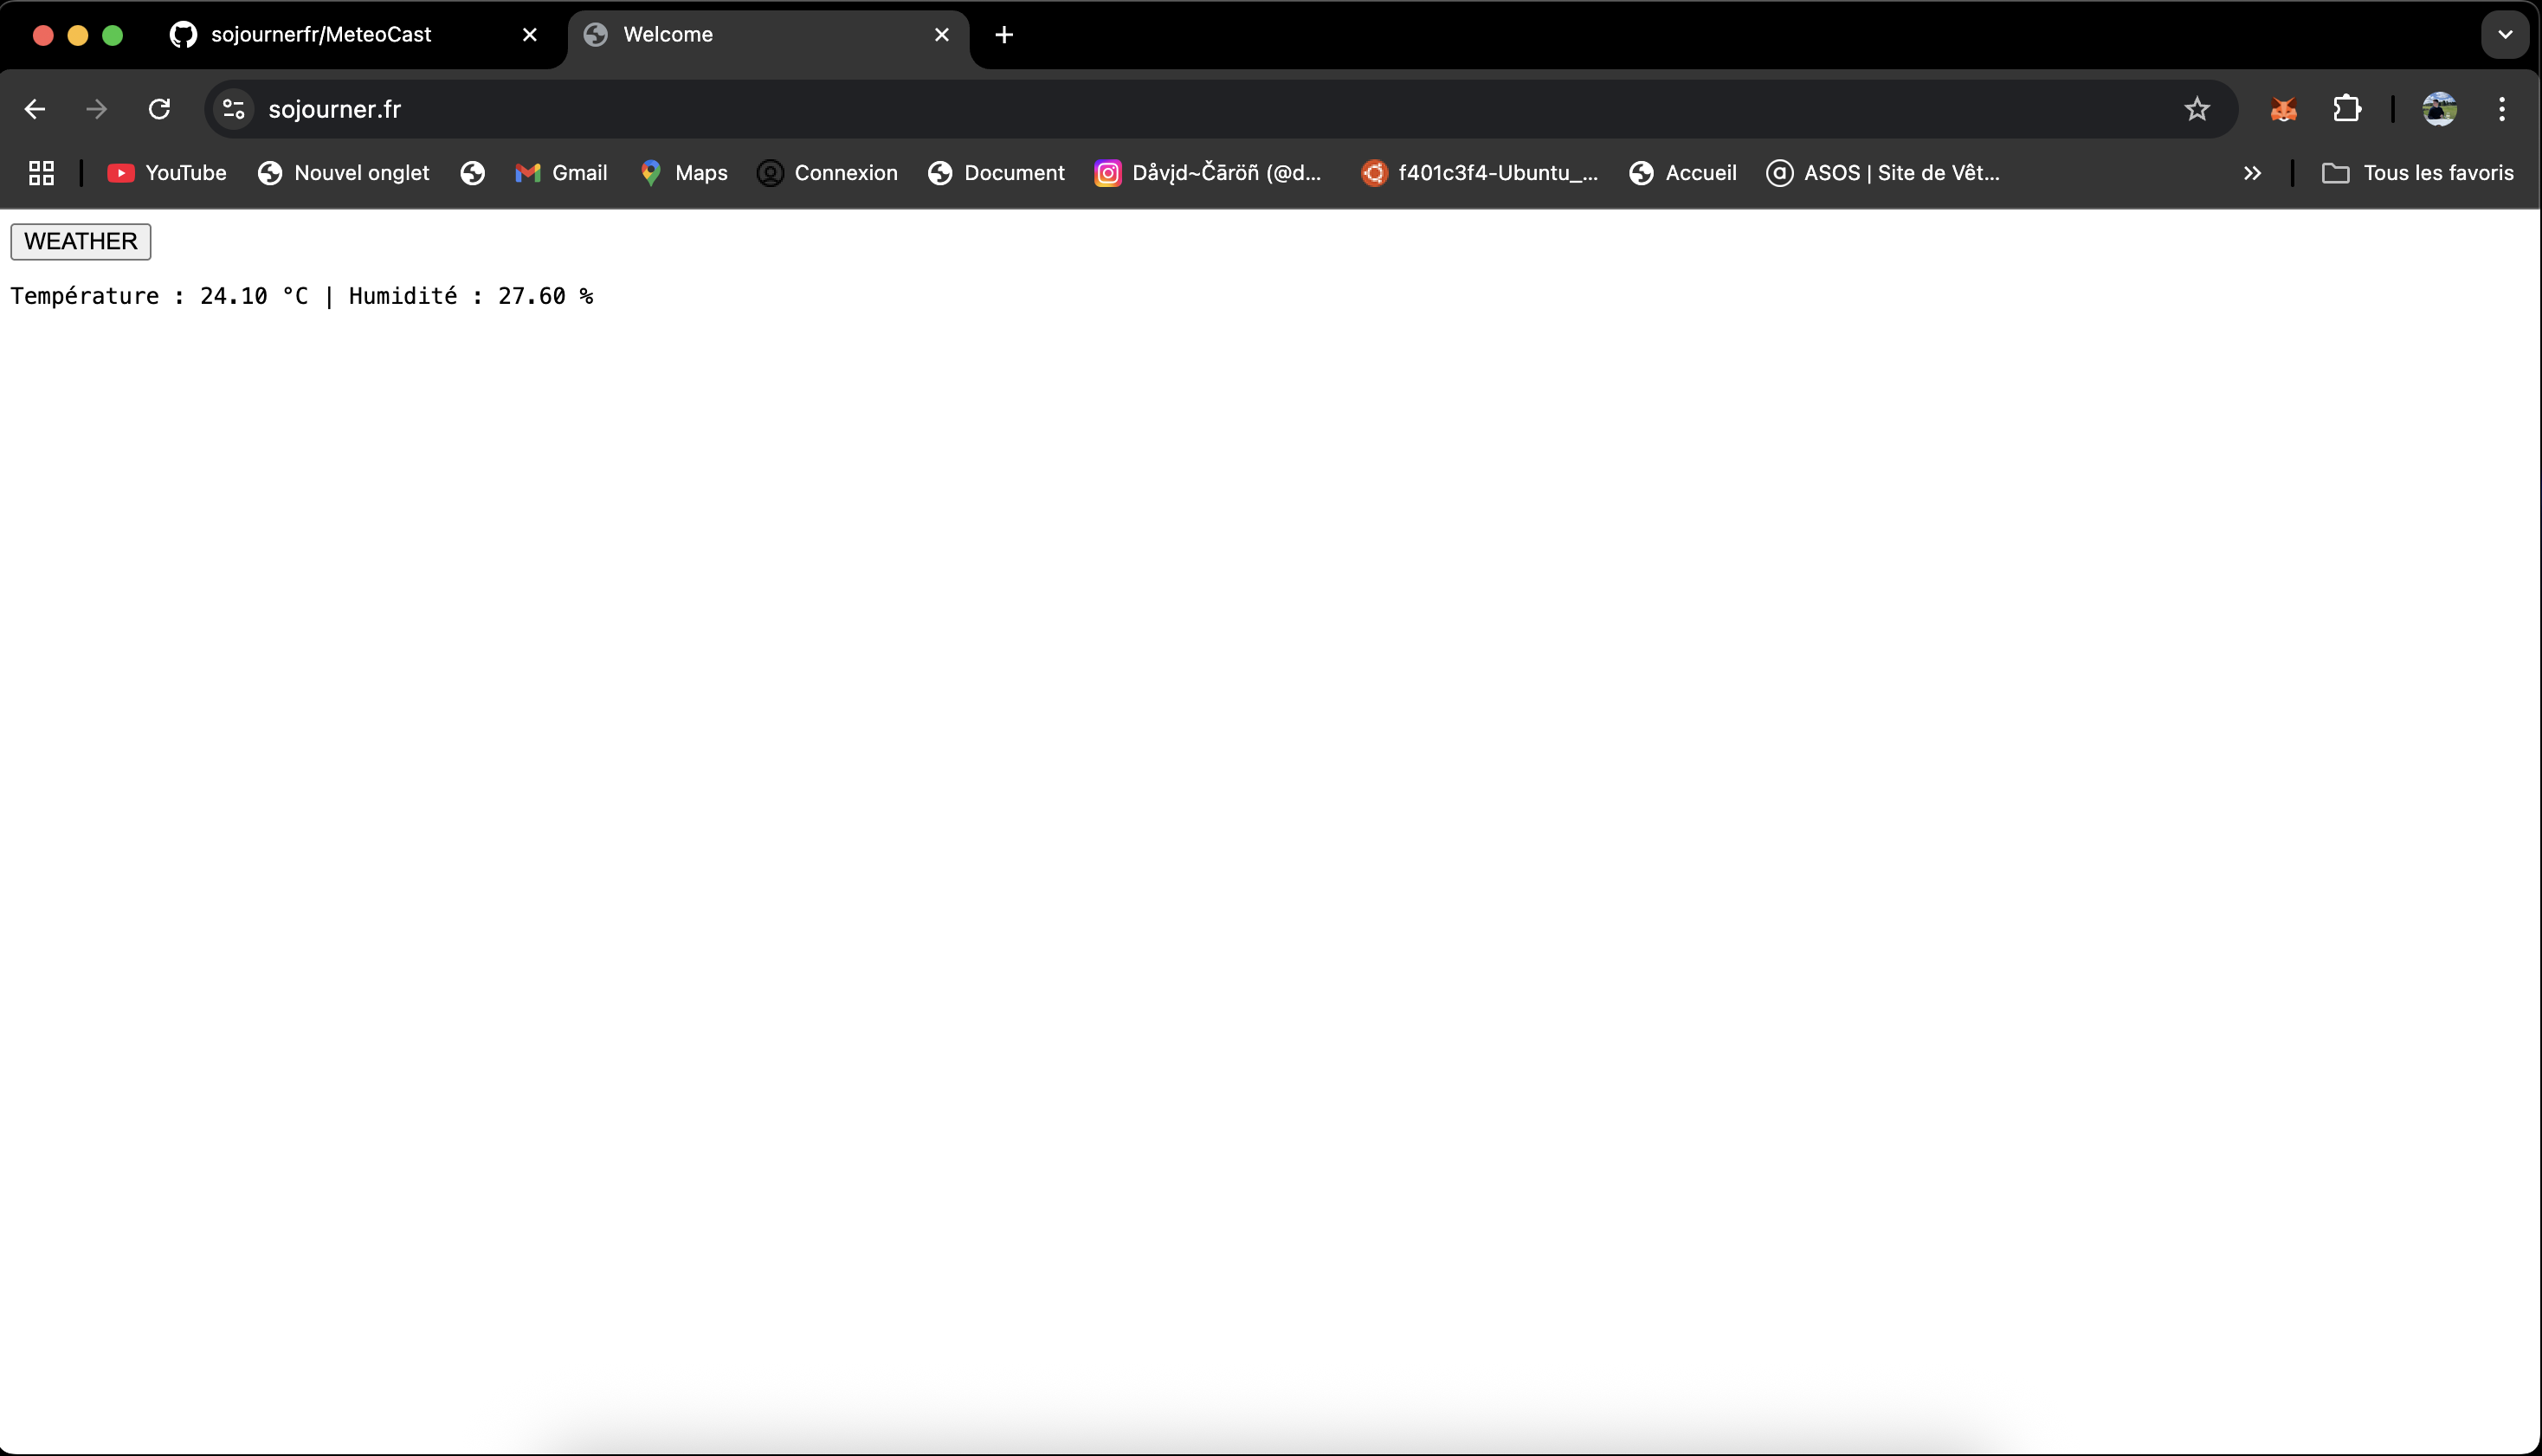 sojournerfr/MeteoCast
Welcome
sojourner.fr
YouTube
Nouvel onglet
Gmail
Maps
Connexion
Document
Dåvįd~Čāröñ (@d...
f401c3f4-Ubuntu_...
Accueil
ASOS | Site de Vêt...
Tous les favoris
WEATHER
Température : 24.10 °C | Humidité : 27.60 %